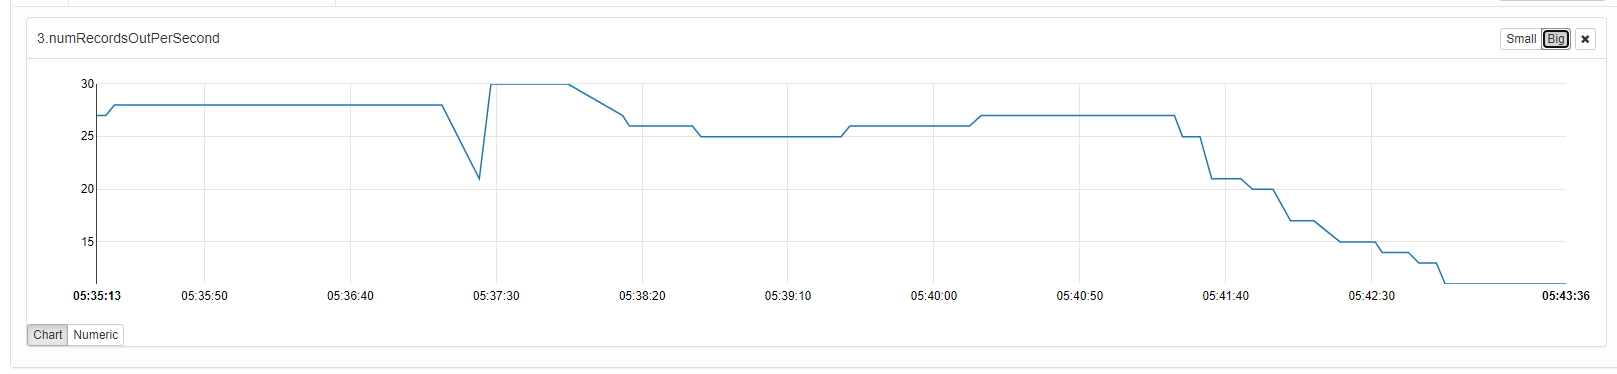 3.numRecordsOutPerSecond
Small Big ✖
30
25
20
15
05:35:13 05:35:50 05:36:40 05:37:30 05:38:20 05:39:10 05:40:00 05:40:50 05:41:40 05:42:30 05:43:36
Chart Numeric